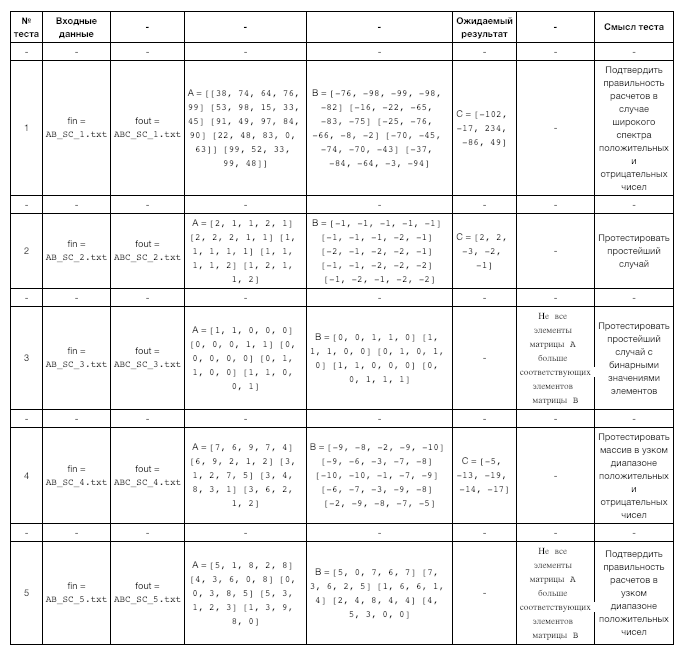 № теста
Входные данные
-
-
-
Ожидаемый результат
-
Смысл теста
-
-
-
-
-
-
-
-
1
fin =
AB_SC_1.txt
fout =
ABC_SC_1.txt
A = [[38, 74, 64, 76,
99] [53, 98, 15, 33,
45] [91, 49, 97, 84,
90] [22, 48, 83, 0,
63]] [99, 52, 33,
99, 48]]
B = [-76, -98, -99, -98,
-82] [-16, -22, -65,
-83, -75] [-25, -76,
-66, -8, -2] [-70, -45,
-74, -70, -43] [-37,
-84, -64, -3, -94]
C = [-102,
-17, 234,
-86, 49]
-
Подтвердить
правильность
расчетов в
случае
широкого
спектра
положительных
и
отрицательных
чисел
-
-
-
-
-
-
-
-
2
fin =
AB_SC_2.txt
fout =
ABC_SC_2.txt
A = [2, 1, 1, 2, 1]
[2, 2, 2, 1, 1] [1,
1, 1, 1, 1] [1, 1,
1, 1, 2] [1, 2, 1,
1, 2]
B = [-1, -1, -1, -1, -1]
[-1, -1, -1, -2, -1]
[-2, -1, -2, -2, -1]
[-1, -1, -2, -2, -2]
[-1, -2, -1, -2, -2]
C = [2, 2,
-3, -2,
-1]
-
Протестировать
простейший
случай
-
-
-
-
-
-
-
-
3
fin =
AB_SC_3.txt
fout =
ABC_SC_3.txt
A = [1, 1, 0, 0, 0]
[0, 0, 0, 1, 1] [0,
0, 0, 0, 0] [0, 1,
1, 0, 0] [1, 1, 0,
0, 1]
B = [0, 0, 1, 1, 0] [1,
1, 1, 0, 0] [0, 1, 0, 1,
0] [1, 1, 0, 0, 0] [0,
0, 1, 1, 1]
-
Не все
элементы
матрицы A
больше
соответствующих
элементов
матрицы B
Протестировать
простейший
случай с
бинарными
значениями
элементов
-
-
-
-
-
-
-
-
4
fin =
AB_SC_4.txt
fout =
ABC_SC_4.txt
A = [7, 6, 9, 7, 4]
[6, 9, 2, 1, 2] [3,
1, 2, 7, 5] [3, 4,
8, 3, 1] [3, 6, 2,
1, 2]
B = [-9, -8, -2, -9, -10]
[-9, -6, -3, -7, -8]
[-10, -10, -1, -7, -9]
[-6, -7, -3, -9, -8]
[-2, -9, -8, -7, -5]
C = [-5,
-13, -19,
-14, -17]
-
Протестировать
массив в узком
диапазоне
положительных
и
отрицательных
чисел
-
-
-
-
-
-
-
-
5
fin =
AB_SC_5.txt
fout =
ABC_SC_5.txt
A = [5, 1, 8, 2, 8]
[4, 3, 6, 0, 8] [0,
0, 3, 8, 5] [5, 3,
1, 2, 3] [1, 3, 9,
8, 0]
B = [5, 0, 7, 6, 7] [7,
3, 6, 2, 5] [1, 6, 6, 1,
4] [2, 4, 8, 4, 4] [4,
5, 3, 0, 0]
-
Не все
элементы
матрицы A
больше
соответствующих
элементов
матрицы B
Подтвердить
правильность
расчетов в
узком
диапазоне
положительных
чисел